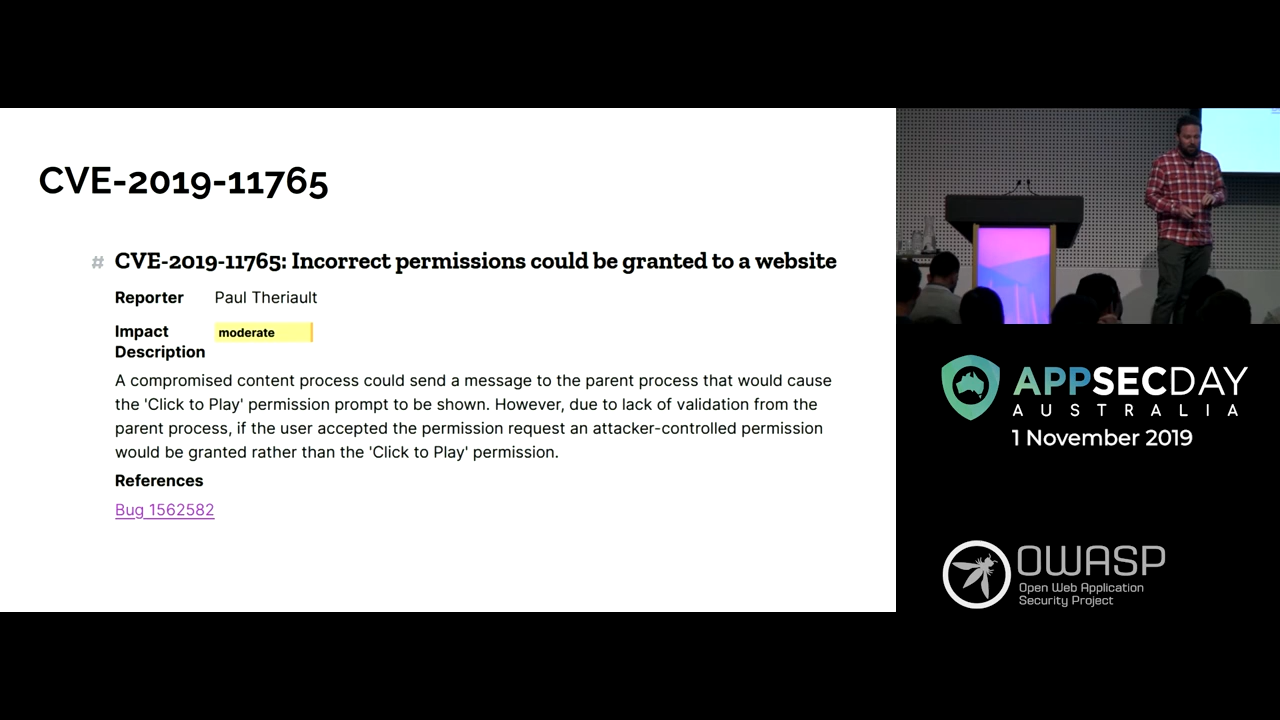 CVE-2019-11765
# CVE-2019-11765: Incorrect permissions could be granted to a website
Reporter Paul Theriault
Impact moderate
Description
A compromised content process could send a message to the parent process that would cause
the 'Click to Play' permission prompt to be shown. However, due to lack of validation from the
parent process, if the user accepted the permission request an attacker-controlled permission
would be granted rather than the 'Click to Play' permission.
References
Bug 1562582
APPSECDAY
AUSTRALIA
1 November 2019
OWASP
Open Web Application
Security Project